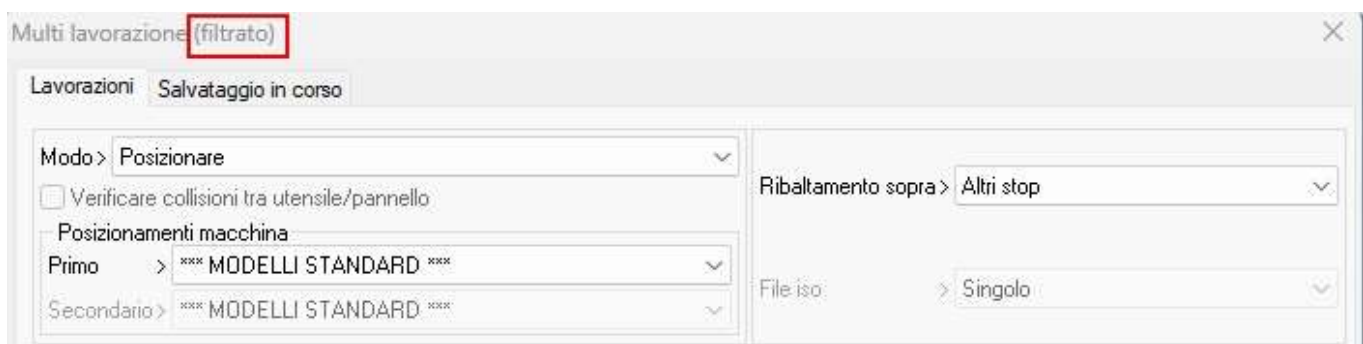 Multi lavorazione (filtrato)
Lavorazioni Salvataggio in corso
Modo > Posizionare
Verificare collisioni tra utensile/pannello
Ribaltamento sopra > Altri stop
Posizionamenti macchina
Primo > *** MODELLI STANDARD ***
File iso > Singolo
Secondario > *** MODELLI STANDARD ***